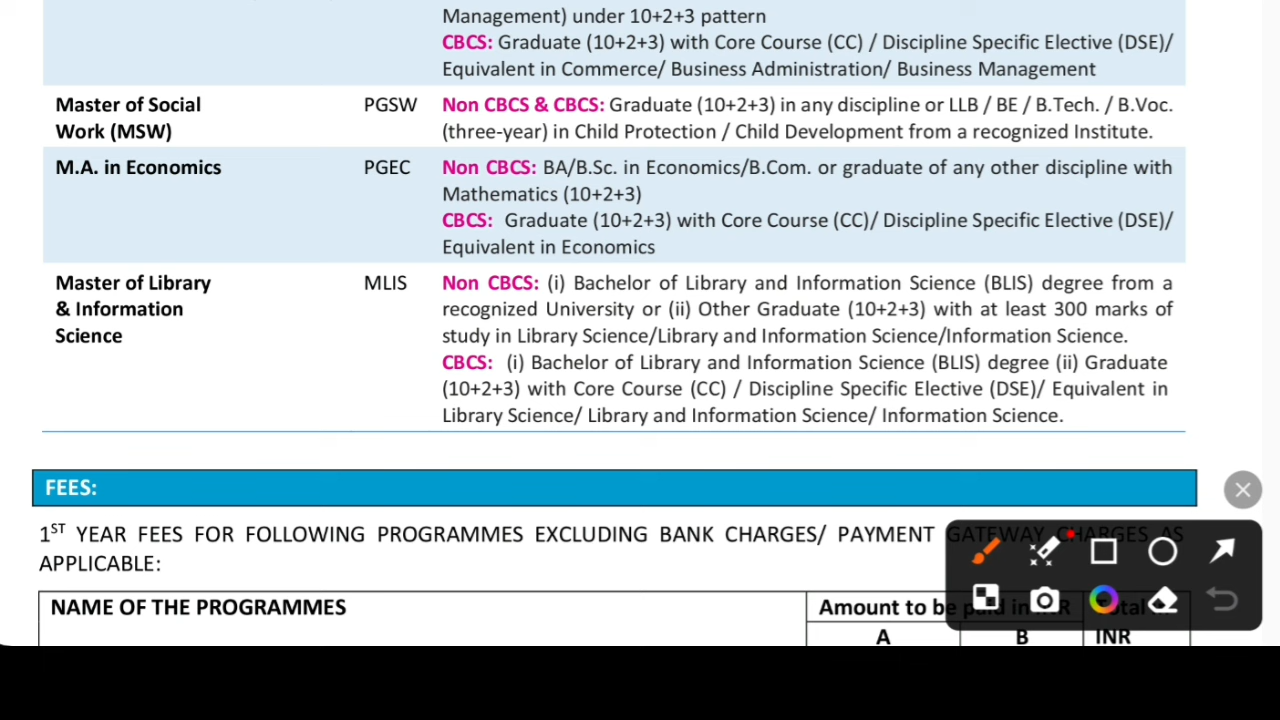 Management) under 10+2+3 pattern
CBCS: Graduate (10+2+3) with Core Course (CC) / Discipline Specific Elective (DSE)/
Equivalent in Commerce/ Business Administration/ Business Management
Master of Social Work (MSW) PGSW Non CBCS & CBCS: Graduate (10+2+3) in any discipline or LLB / BE / B.Tech. / B.Voc.
(three-year) in Child Protection / Child Development from a recognized Institute.
M.A. in Economics PGEC Non CBCS: BA/B.Sc. in Economics/B.Com. or graduate of any other discipline with
Mathematics (10+2+3)
CBCS: Graduate (10+2+3) with Core Course (CC)/ Discipline Specific Elective (DSE)/
Equivalent in Economics
Master of Library & Information Science MLIS Non CBCS: (i) Bachelor of Library and Information Science (BLIS) degree from a
recognized University or (ii) Other Graduate (10+2+3) with at least 300 marks of
study in Library Science/Library and Information Science/Information Science.
CBCS: (i) Bachelor of Library and Information Science (BLIS) degree (ii) Graduate
(10+2+3) with Core Course (CC) / Discipline Specific Elective (DSE)/ Equivalent in
Library Science/ Library and Information Science/ Information Science.
FEES:
1ST YEAR FEES FOR FOLLOWING PROGRAMMES EXCLUDING BANK CHARGES/ PAYMENT GATEWAY CHARGES AS
APPLICABLE:
NAME OF THE PROGRAMMES Amount to be paid in INR Total
A B INR